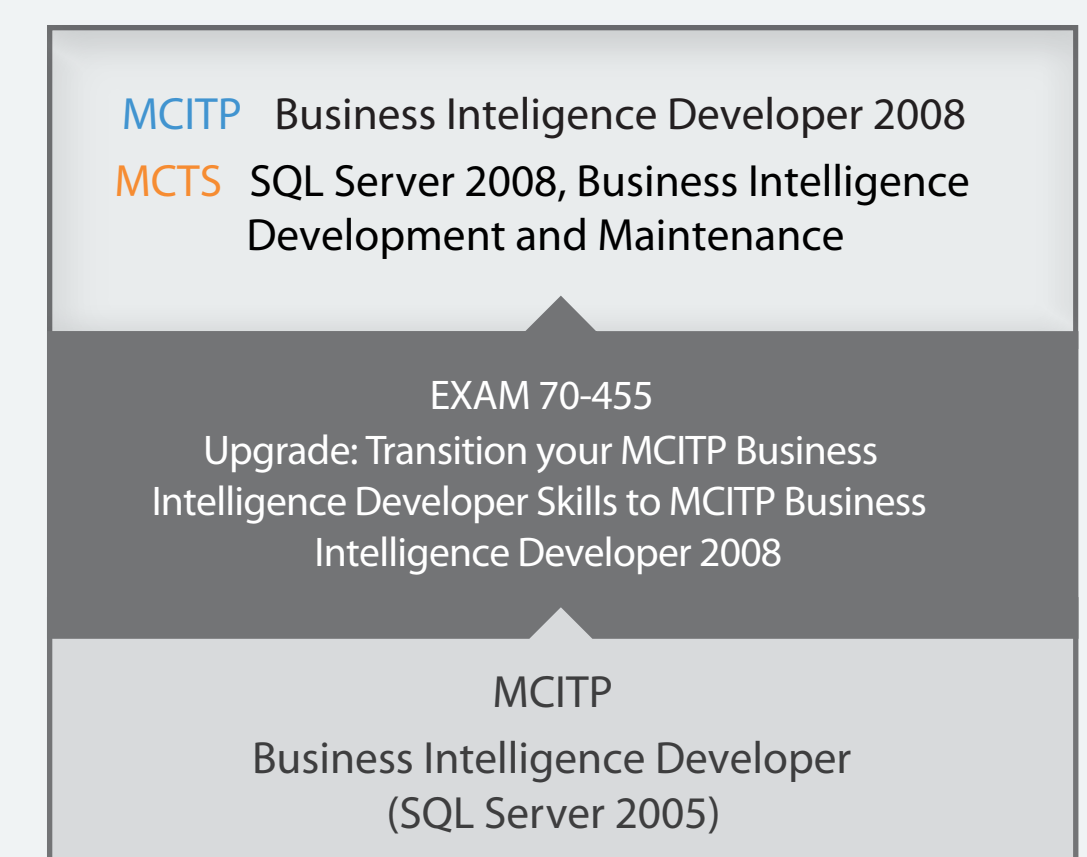 MCITP Business Inteligence Developer 2008
MCTS SQL Server 2008, Business Intelligence
Development and Maintenance
EXAM 70-455
Upgrade: Transition your MCITP Business
Intelligence Developer Skills to MCITP Business
Intelligence Developer 2008
MCITP
Business Intelligence Developer
(SQL Server 2005)